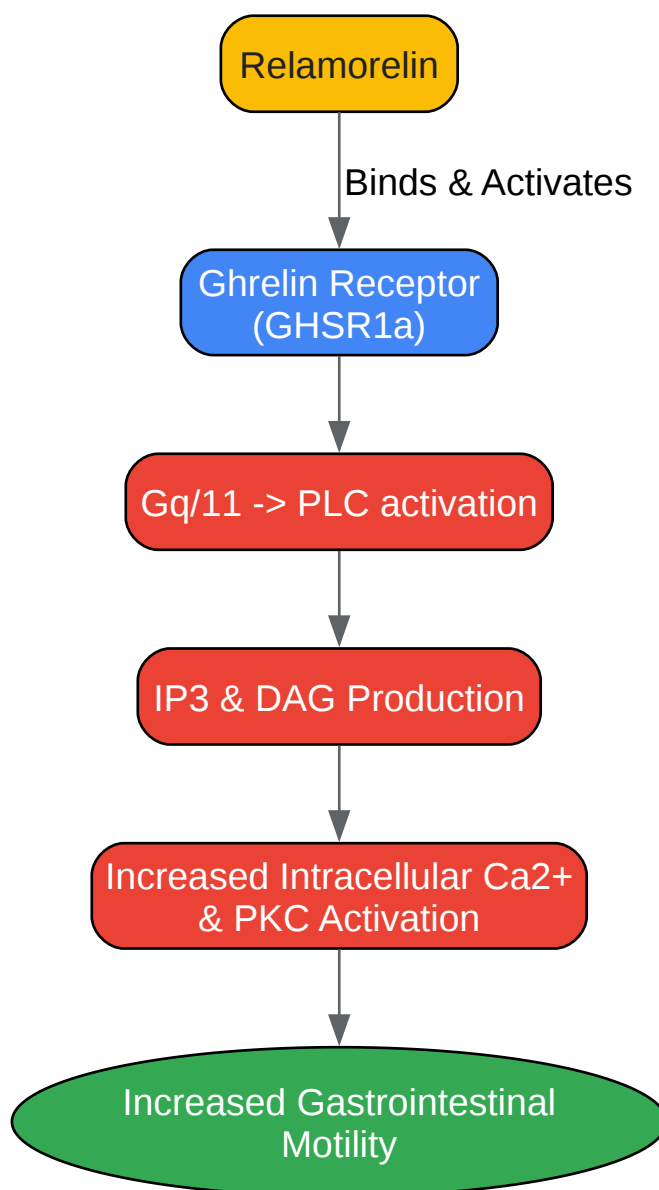 Relamorelin
Binds & Activates
Ghrelin Receptor
(GHSR1a)
Gq/11 -> PLC activation
IP3 & DAG Production
Increased Intracellular Ca2+
& PKC Activation
Increased Gastrointestinal
Motility